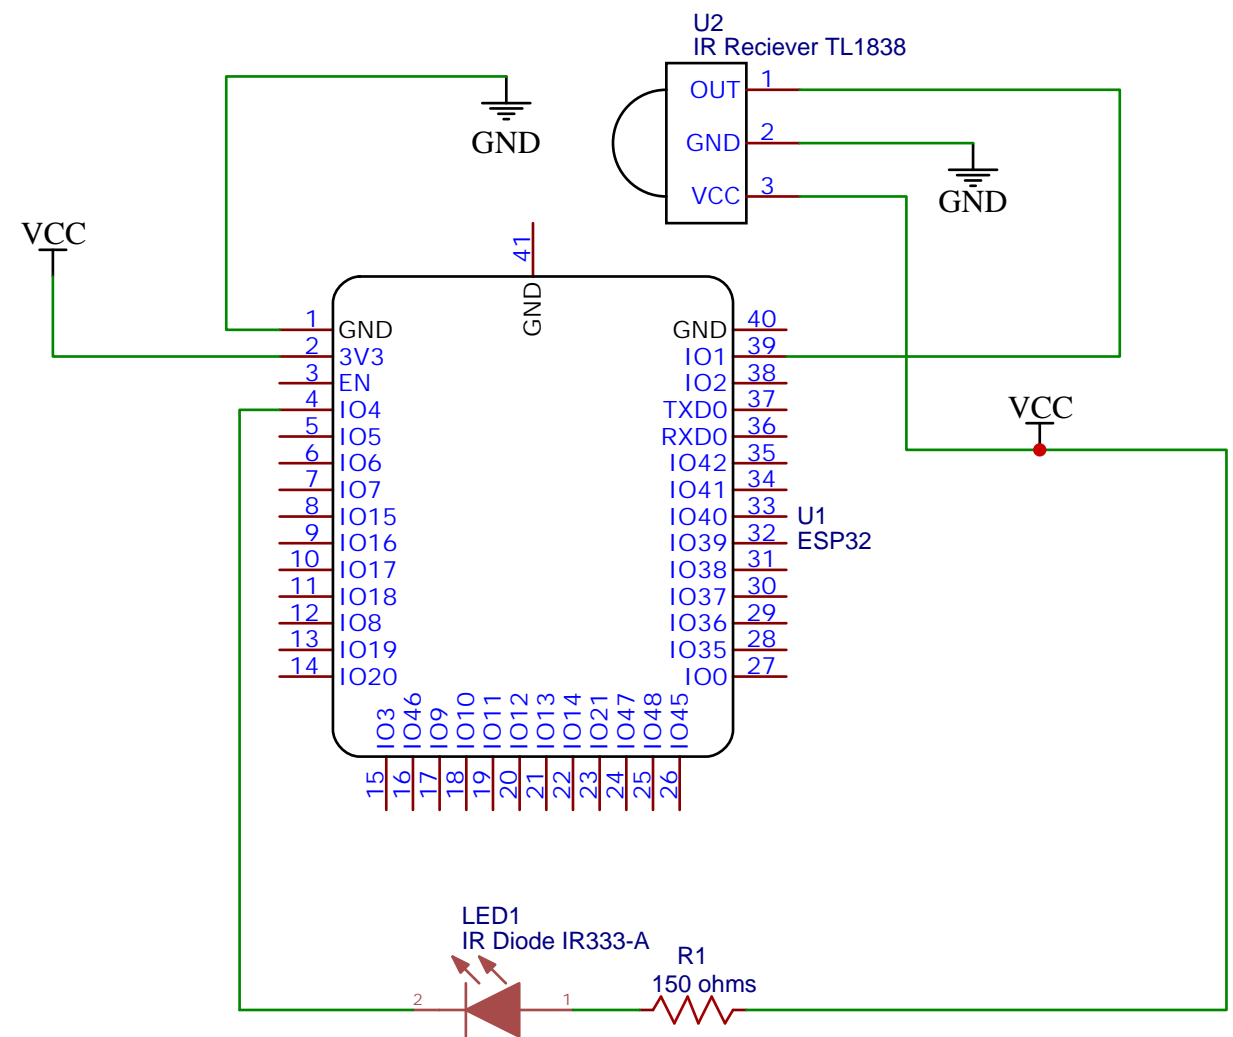 U2
IR Reciever TL1838
OUT 1
GND 2
VCC 3
GND
GND
VCC
41
GND
1 GND
2 3V3
3 EN
4 IO4
5 IO5
6 IO6
7 IO7
8 IO15
9 IO16
10 IO17
11 IO18
12 IO8
13 IO19
14 IO20
GND 40
IO1 39
IO2 38
TXD0 37
RXD0 36
IO42 35
IO41 34
IO40 33
IO39 32
IO38 31
IO37 30
IO36 29
IO35 28
IO0 27
VCC
U1
ESP32
IO3 15
IO46 16
IO9 17
IO10 18
IO11 19
IO12 20
IO13 21
IO14 22
IO21 23
IO47 24
IO48 25
IO45 26
LED1
IR Diode IR333-A
2
1
R1
150 ohms